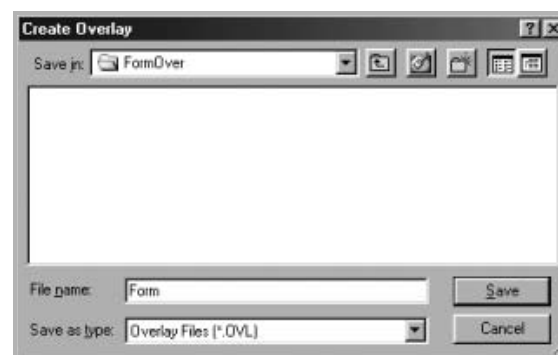 Create Overlay
Save in: FormOver
File name: Form
Save
Save as type: Overlay Files (*.OVL)
Cancel